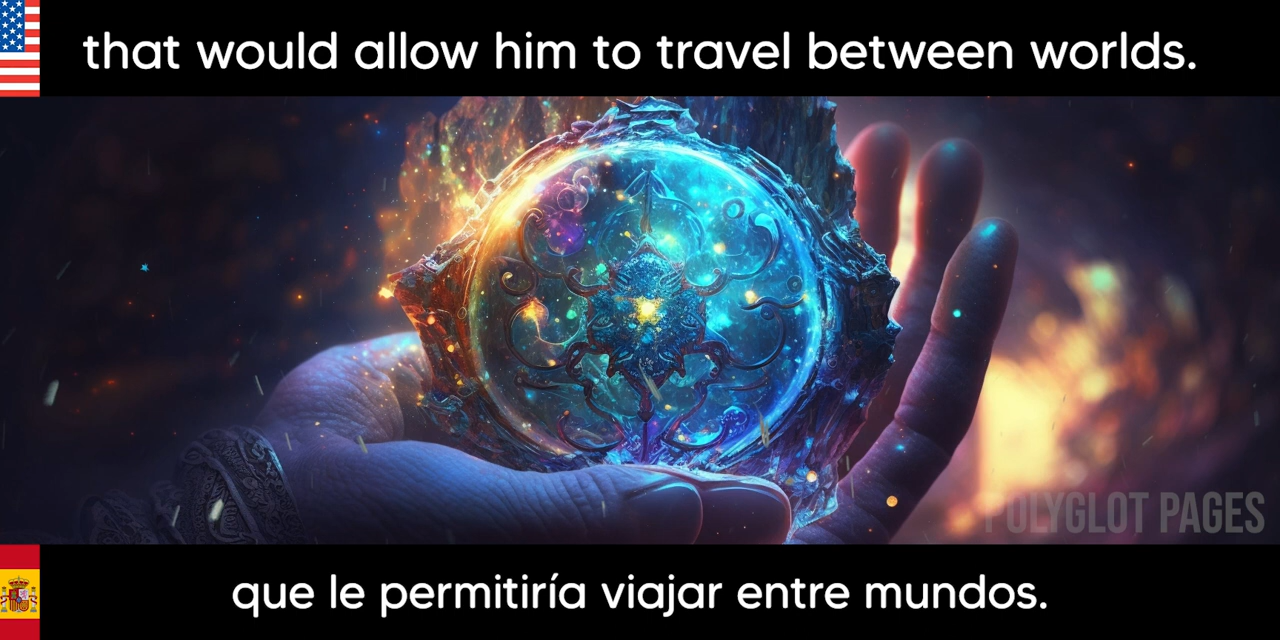 that would allow him to travel between worlds.
POLYGLOT PAGES
que le permitiría viajar entre mundos.